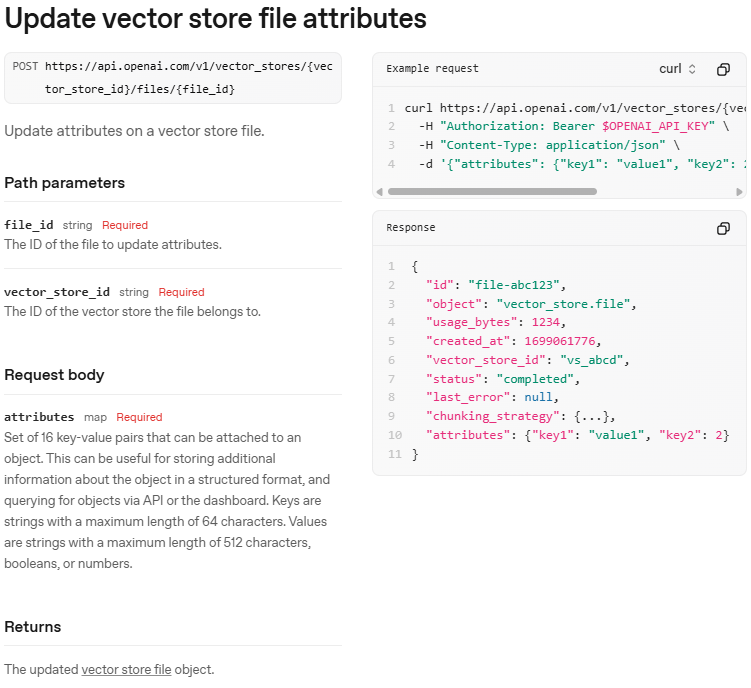 Update vector store file attributes
POST https://api.openai.com/v1/vector_stores/{vec
tor_store_id}/files/{file_id}
Update attributes on a vector store file.
Path parameters
file_id string Required
The ID of the file to update attributes.
vector_store_id string Required
The ID of the vector store the file belongs to.
Request body
attributes map Required
Set of 16 key-value pairs that can be attached to an
object. This can be useful for storing additional
information about the object in a structured format, and
querying for objects via API or the dashboard. Keys are
strings with a maximum length of 64 characters. Values
are strings with a maximum length of 512 characters,
booleans, or numbers.
Returns
The updated vector store file object.
Example request curl
1 curl https://api.openai.com/v1/vector_stores/{vec
2 -H "Authorization: Bearer $OPENAI_API_KEY" \
3 -H "Content-Type: application/json" \
4 -d '{"attributes": {"key1": "value1", "key2": 2
Response
1 {
2 "id": "file-abc123",
3 "object": "vector_store.file",
4 "usage_bytes": 1234,
5 "created_at": 1699061776,
6 "vector_store_id": "vs_abcd",
7 "status": "completed",
8 "last_error": null,
9 "chunking_strategy": {...},
10 "attributes": {"key1": "value1", "key2": 2}
11 }